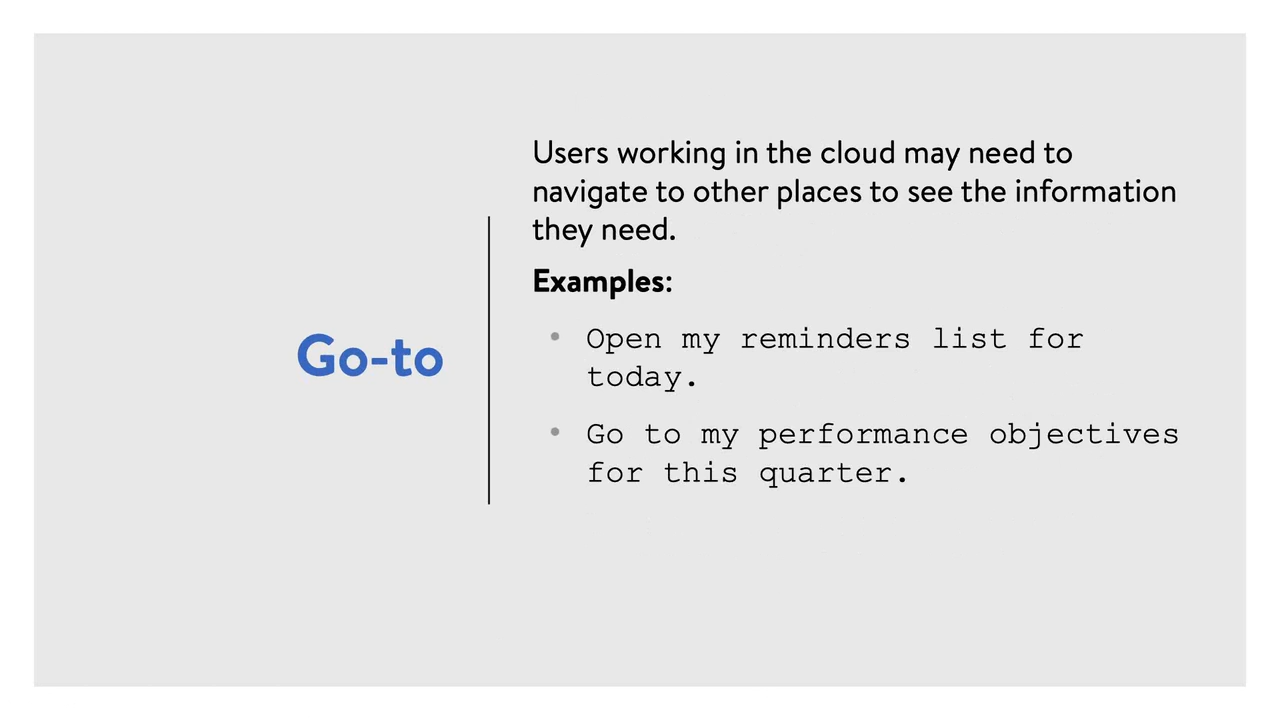 Go-to
Users working in the cloud may need to
navigate to other places to see the information
they need.
Examples:
• Open my reminders list for
today.
• Go to my performance objectives
for this quarter.